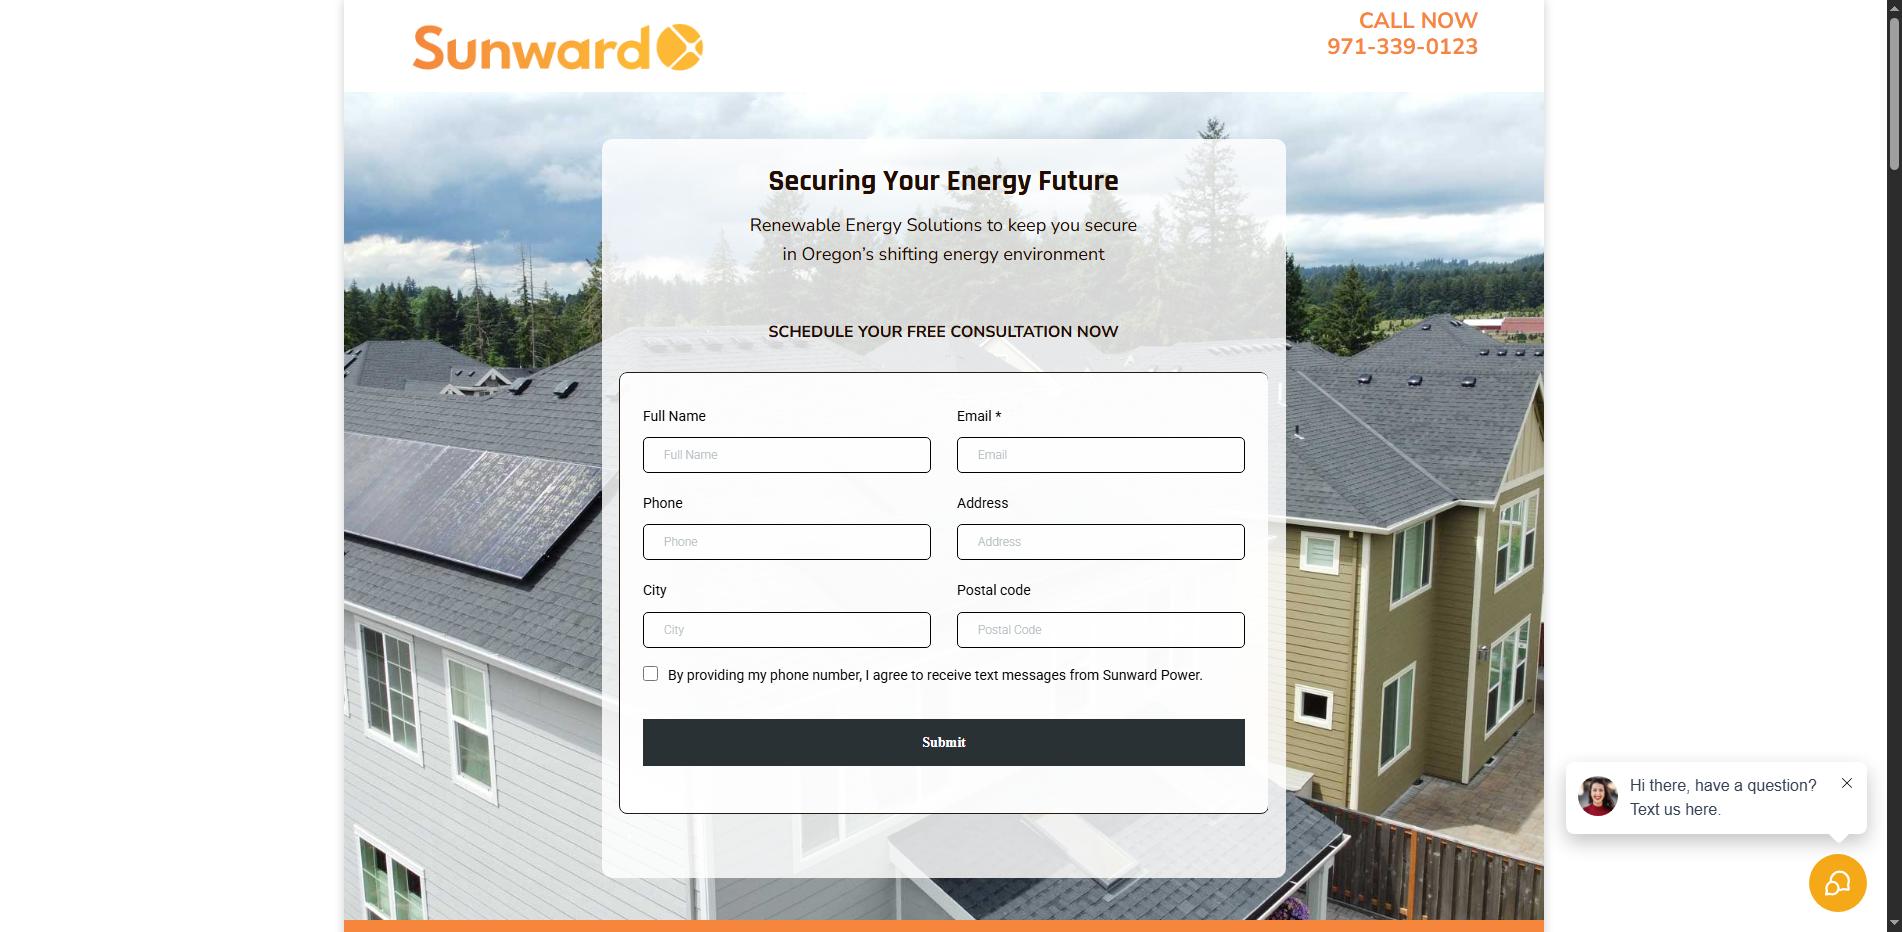 Sunward
CALL NOW
971-339-0123
Securing Your Energy Future
Renewable Energy Solutions to keep you secure
in Oregon’s shifting energy environment
SCHEDULE YOUR FREE CONSULTATION NOW
Full Name
Email *
Full Name
Email
Phone
Address
Phone
Address
City
Postal code
City
Postal Code
By providing my phone number, I agree to receive text messages from Sunward Power.
Submit
Hi there, have a question?
Text us here.